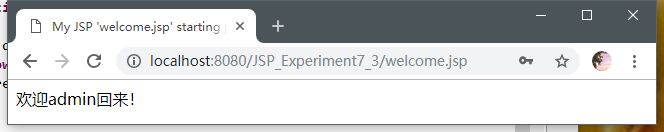 My JSP 'welcome.jsp' starting
localhost:8080/JSP_Experiment7_3/welcome.jsp
欢迎admin回来!